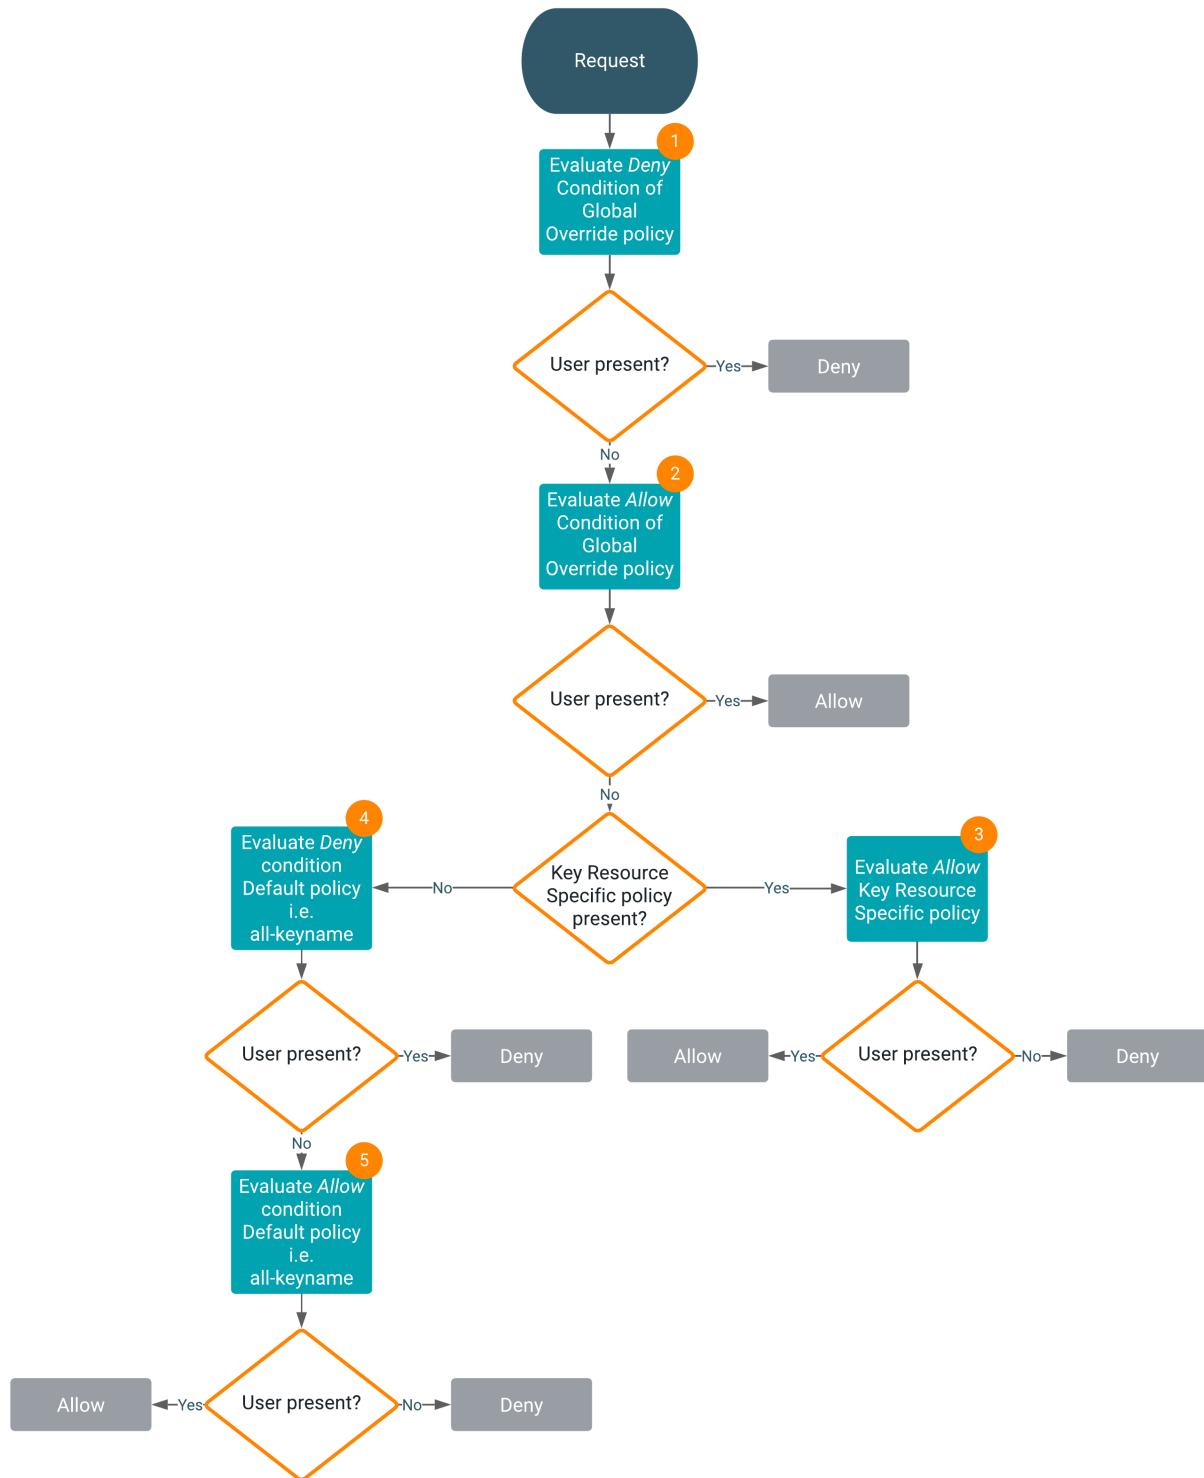 Request
1
Evaluate Deny
Condition of
Global
Override policy
User present?
Yes
Deny
No
2
Evaluate Allow
Condition of
Global
Override policy
User present?
Yes
Allow
No
Key Resource
Specific policy
present?
No
Yes
4
Evaluate Deny
condition
Default policy
i.e.
all-keyname
3
Evaluate Allow
Key Resource
Specific policy
User present?
Yes
Deny
No
Allow
Yes
User present?
No
Deny
5
Evaluate Allow
condition
Default policy
i.e.
all-keyname
Allow
Yes
User present?
No
Deny